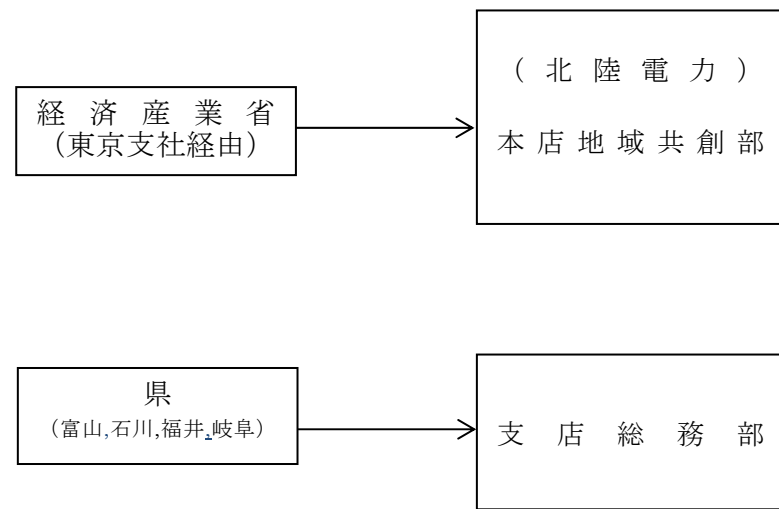 経済産業省
（東京支社経由）
（北陸電力）
本店地域共創部
県
（富山,石川,福井,岐阜）
支店総務部